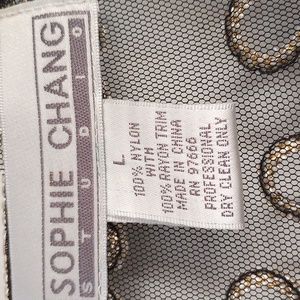 SOPHIE CHANG
STUDIO
L
100% NYLON
WITH
100% RAYON TRIM
MADE IN CHINA
RN 97666
PROFESSIONAL
DRY CLEAN ONLY